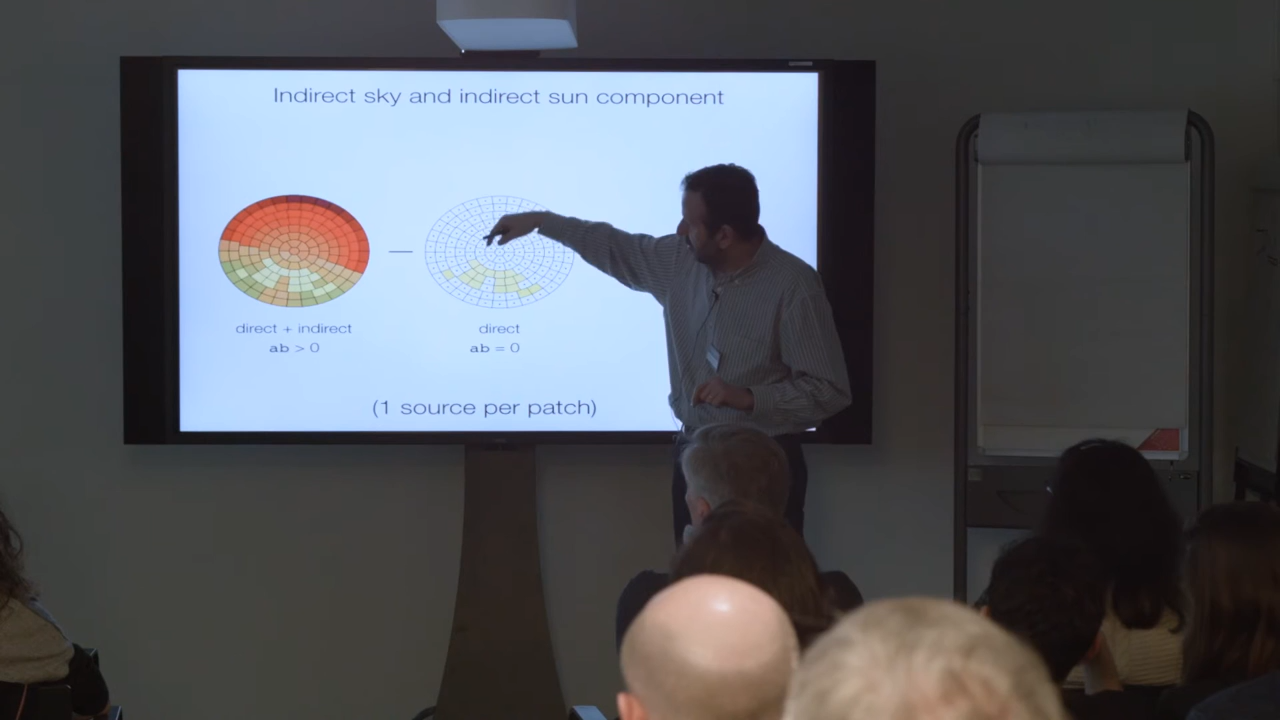 Indirect sky and indirect sun component
—
direct + indirect
direct
ab > 0
ab = 0
(1 source per patch)